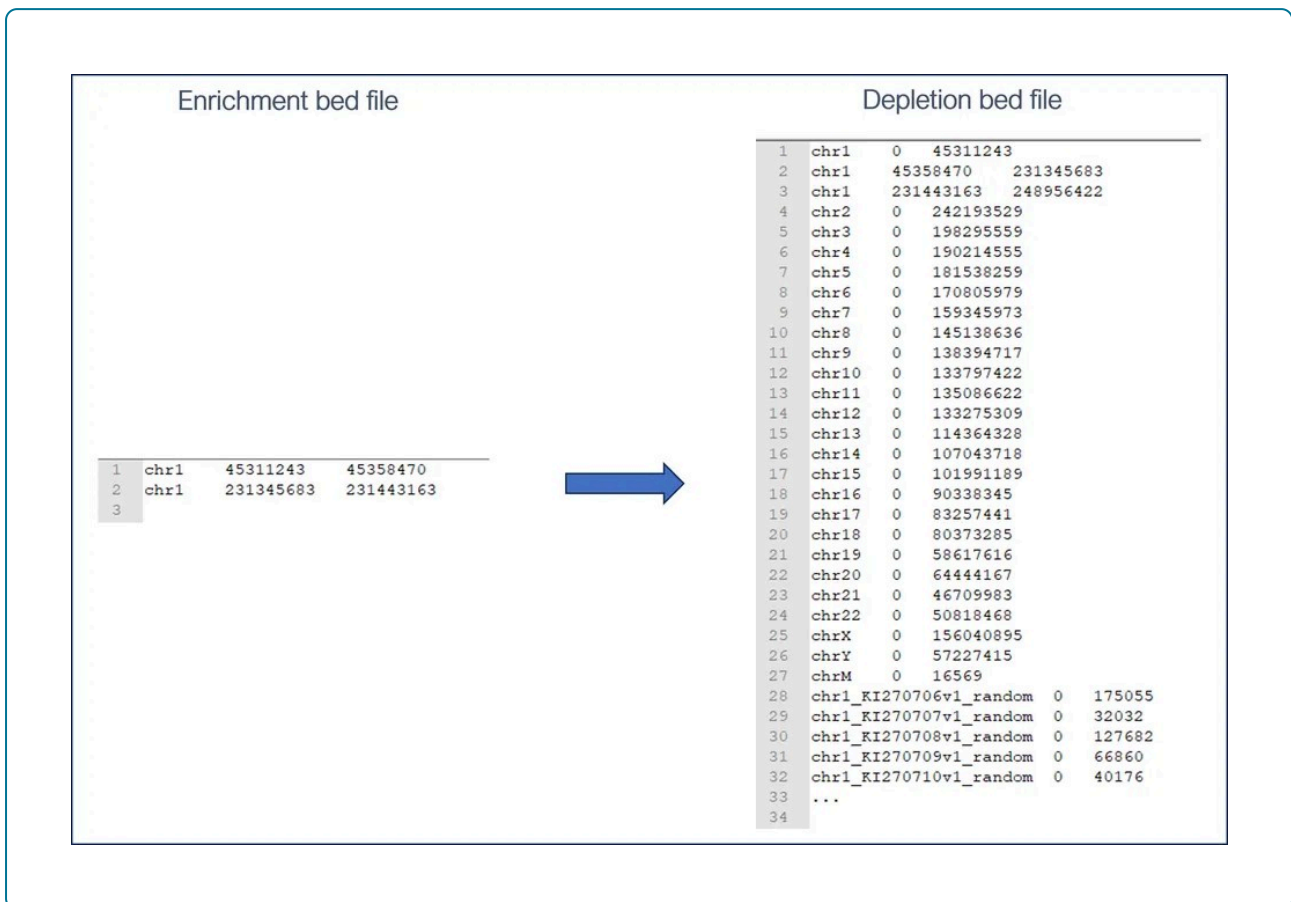 Enrichment bed file
1 chr1 45311243 45358470
2 chr1 231345683 231443163
3
Depletion bed file
1 chr1 0 45311243
2 chr1 45358470 231345683
3 chr1 231443163 248956422
4 chr2 0 242193529
5 chr3 0 198295559
6 chr4 0 190214555
7 chr5 0 181538259
8 chr6 0 170805979
9 chr7 0 159345973
10 chr8 0 145138636
11 chr9 0 138394717
12 chr10 0 133797422
13 chr11 0 135086622
14 chr12 0 133275309
15 chr13 0 114364328
16 chr14 0 107043718
17 chr15 0 101991189
18 chr16 0 90338345
19 chr17 0 83257441
20 chr18 0 80373285
21 chr19 0 58617616
22 chr20 0 64444167
23 chr21 0 46709983
24 chr22 0 50818468
25 chrX 0 156040895
26 chrY 0 57227415
27 chrM 0 16569
28 chr1_KI270706v1_random 0 175055
29 chr1_KI270707v1_random 0 32032
30 chr1_KI270708v1_random 0 127682
31 chr1_KI270709v1_random 0 66860
32 chr1_KI270710v1_random 0 40176
33 ...
34